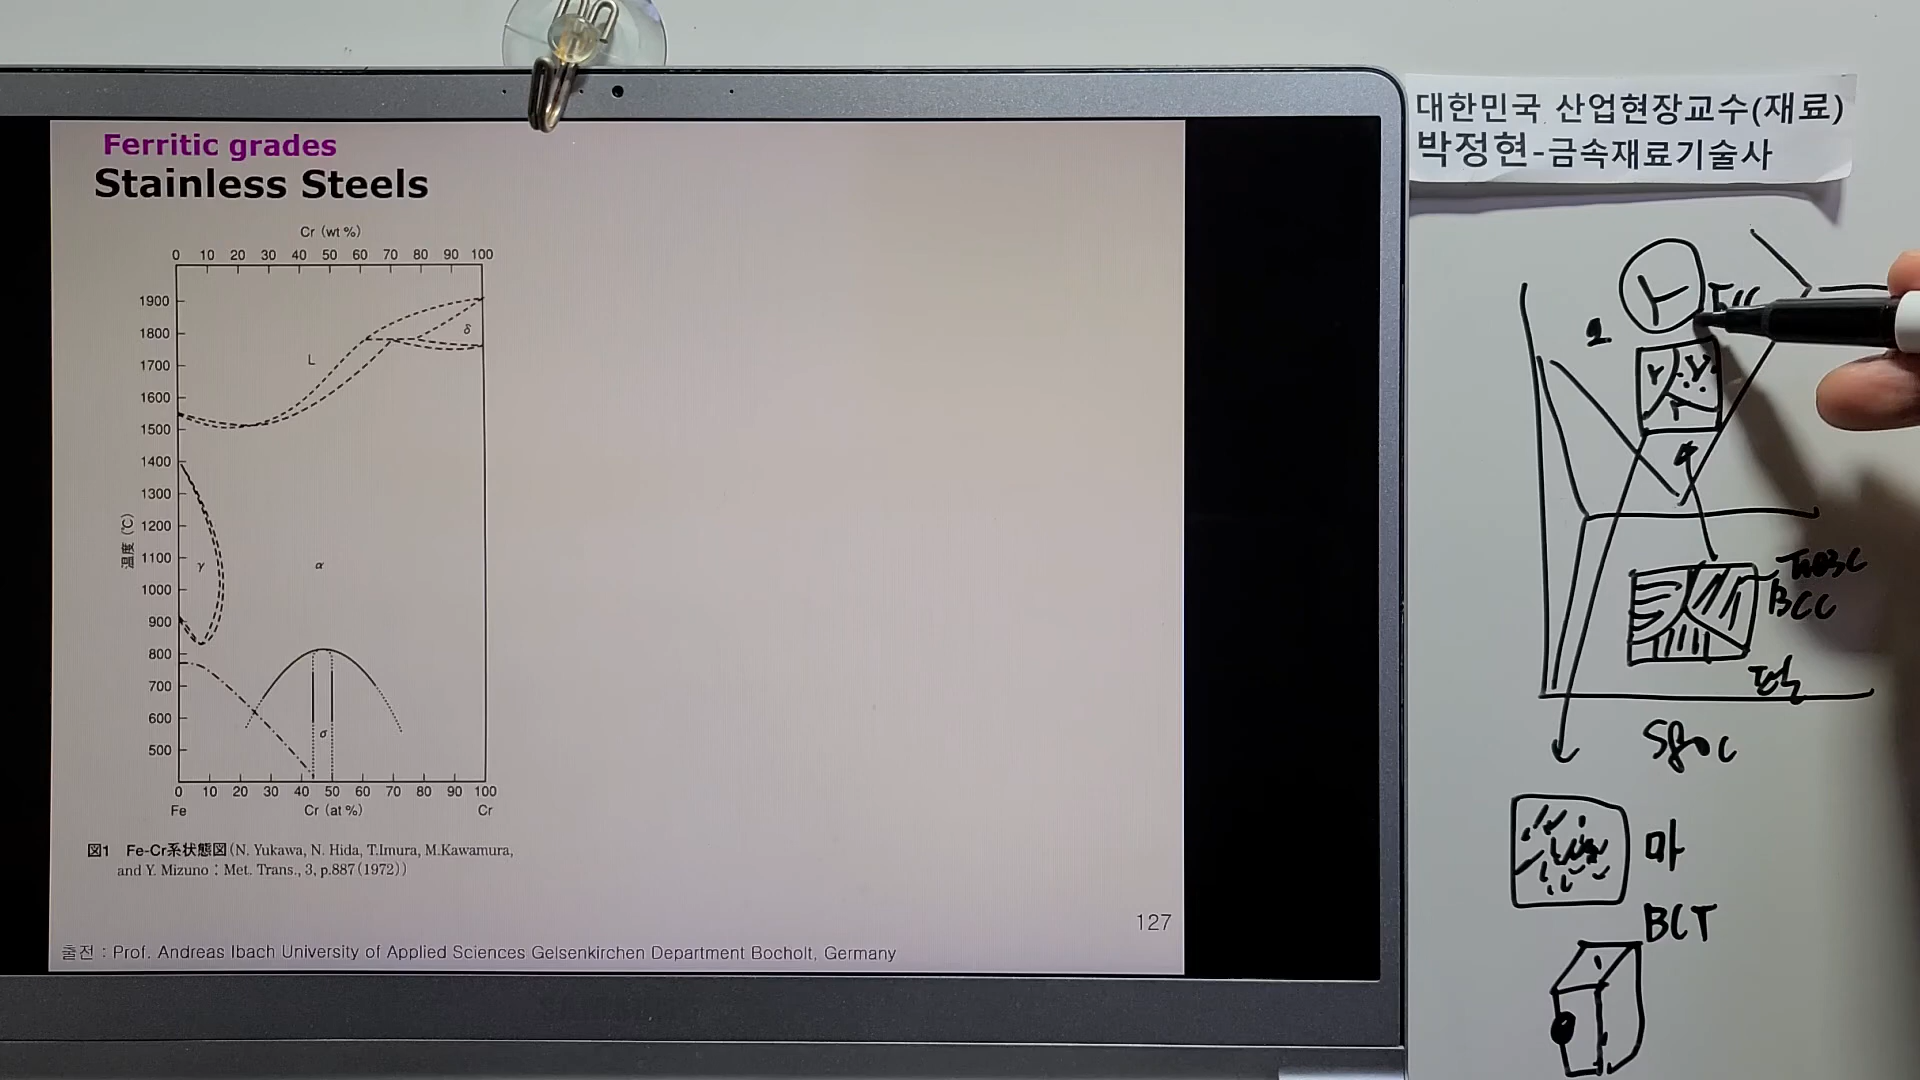 Ferritic grades
Stainless Steels
Cr (wt %)
0 10 20 30 40 50 60 70 80 90 100
1900
1800
1700
1600
1500
1400
1300
1200
1100
1000
900
800
700
600
500
温度 (℃)
L
δ
γ
α
σ
0 10 20 30 40 50 60 70 80 90 100
Fe Cr (at %) Cr
図1 Fe-Cr系状態図 (N. Yukawa, N. Hida, T.Imura, M.Kawamura,
and Y. Mizuno : Met. Trans., 3, p.887 (1972))
127
출전 : Prof. Andreas Ibach University of Applied Sciences Gelsenkirchen Department Bocholt, Germany
대한민국 산업현장교수(재료)
박정현-금속재료기술사
γ
FCC
BCC
S80C
마
BCT